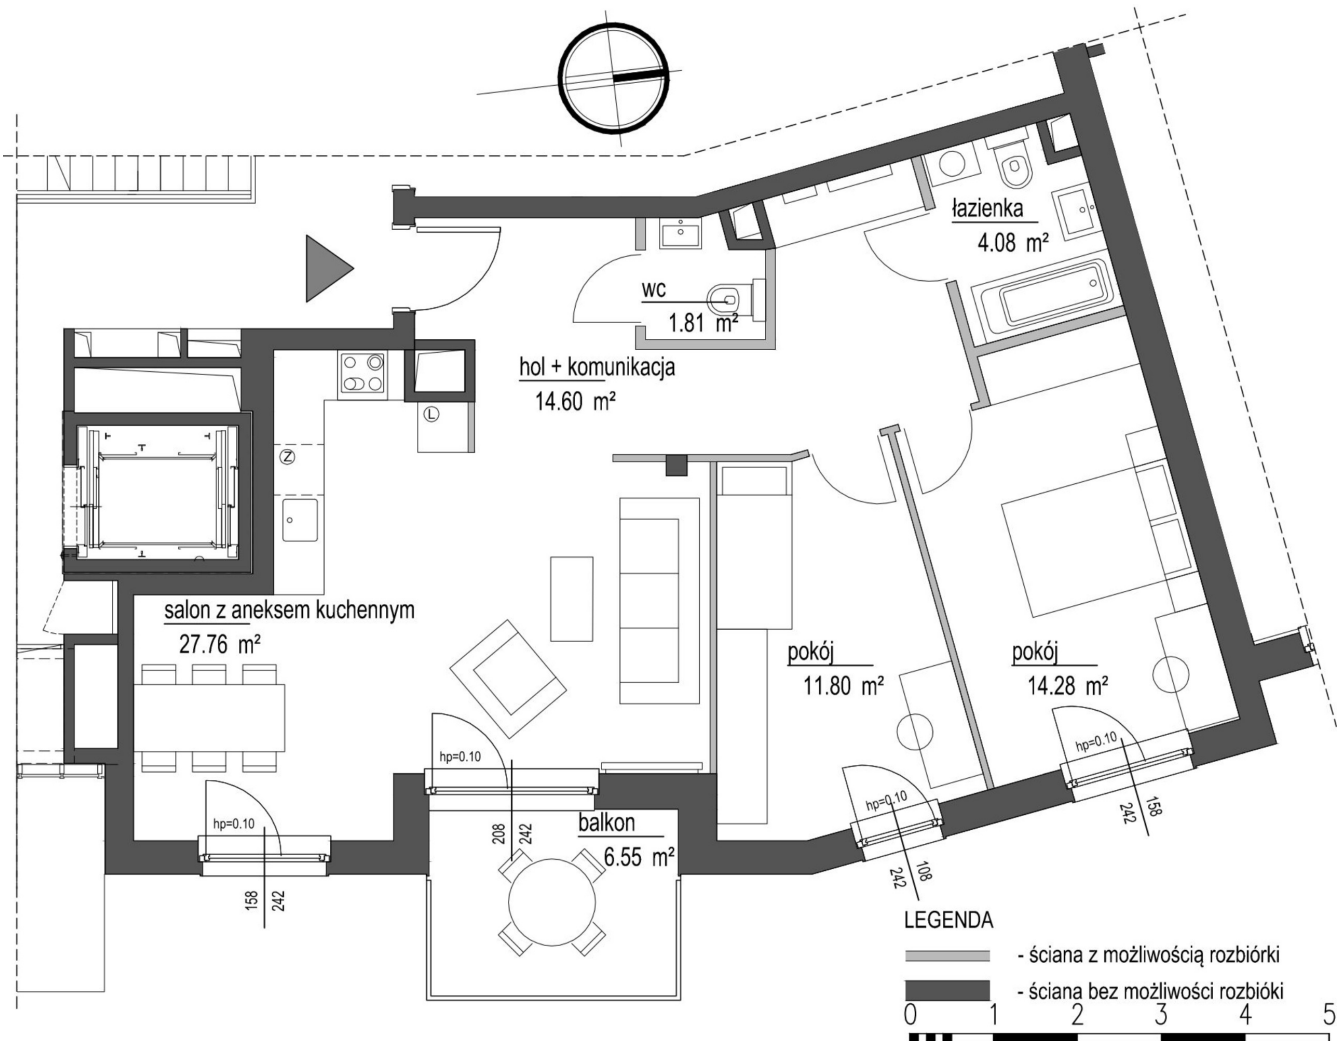 łazienka
4.08 m²
wc
1.81 m²
hol + komunikacja
14.60 m²
L
Z
salon z aneksem kuchennym
27.76 m²
pokój
11.80 m²
pokój
14.28 m²
hp=0.10
hp=0.10
hp=0.10
hp=0.10
balkon
6.55 m²
208
242
158
242
108
242
158
242
LEGENDA
- ściana z możliwością rozbiórki
- ściana bez możliwości rozbióki
0 1 2 3 4 5